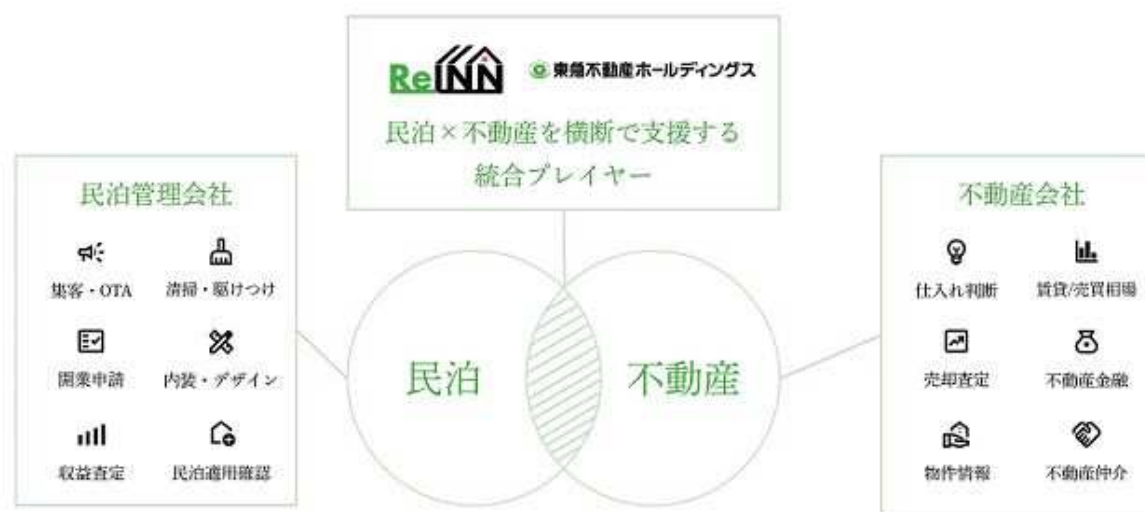 ReINN 東急不動産ホールディングス
民泊×不動産を横断で支援する
統合プレイヤー
民泊管理会社
集客・OTA 清掃・駆けつけ
開業申請 内装・デザイン
収益査定 民泊適用確認
民泊
不動産
不動産会社
仕入れ判断 賃貸/売買相場
売却査定 不動産金融
物件情報 不動産仲介